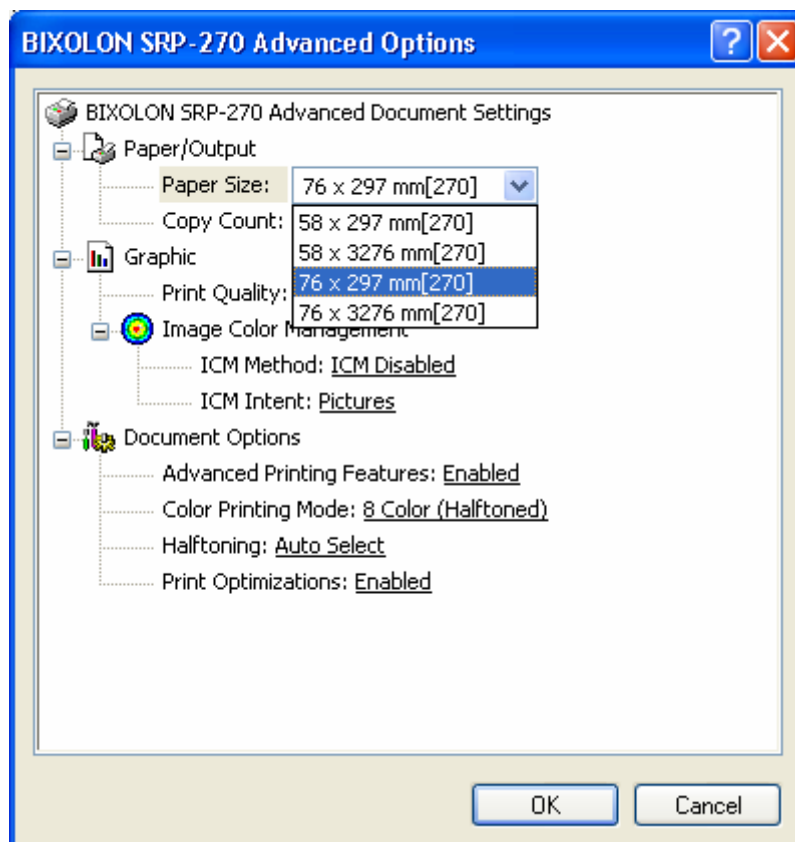 BIXOLON SRP-270 Advanced Options
BIXOLON SRP-270 Advanced Document Settings
Paper/Output
Paper Size: 76 x 297 mm[270]
Copy Count:
58 x 297 mm[270]
58 x 3276 mm[270]
76 x 297 mm[270]
76 x 3276 mm[270]
Graphic
Print Quality:
Image Color Management
ICM Method: ICM Disabled
ICM Intent: Pictures
Document Options
Advanced Printing Features: Enabled
Color Printing Mode: 8 Color (Halftoned)
Halftoning: Auto Select
Print Optimizations: Enabled
OK
Cancel